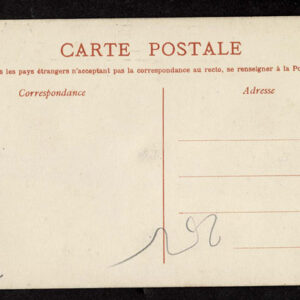 CARTE POSTALE
s les pays étrangers n'acceptant pas la correspondance au recto, se renseigner à la Po
Correspondance
Adresse